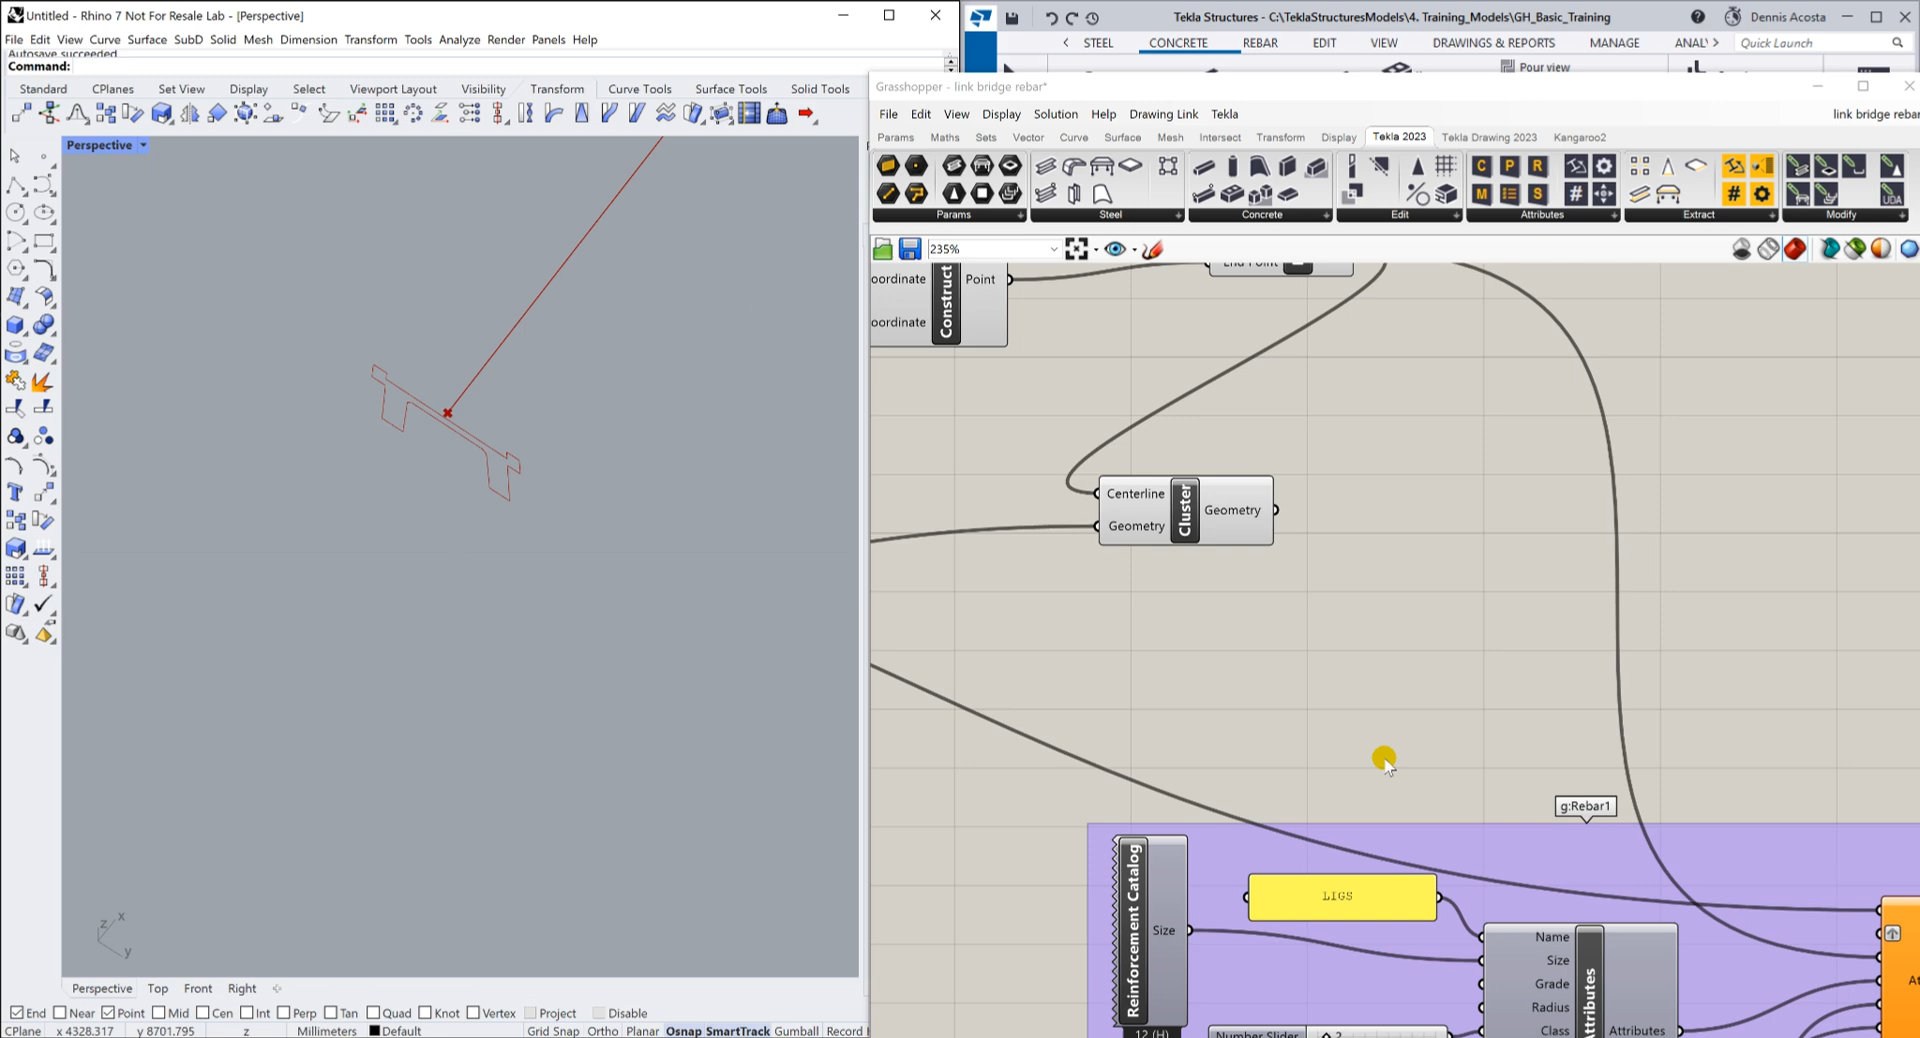 Untitled - Rhino 7 Not For Resale Lab - [Perspective]
File Edit View Curve Surface SubD Solid Mesh Dimension Transform Tools Analyze Render Panels Help
Autosave succeeded
Command:
Standard CPlanes Set View Display Select Viewport Layout Visibility Transform Curve Tools Surface Tools Solid Tools
Perspective
z x
y
Perspective Top Front Right
End Near Point Mid Cen Int Perp Tan Quad Knot Vertex Project Disable
CPlane x 4328.317 y 8701.795 z Millimeters Default Grid Snap Ortho Planar Osnap SmartTrack Gumball Record
Tekla Structures - C:\TeklaStructuresModels\4. Training_Models\GH_Basic_Training
Dennis Acosta
STEEL CONCRETE REBAR EDIT VIEW DRAWINGS & REPORTS MANAGE ANAL Quick Launch
Pour view
Grasshopper - link bridge rebar*
File Edit View Display Solution Help Drawing Link Tekla
link bridge rebar
Params Maths Sets Vector Curve Surface Mesh Intersect Transform Display Tekla 2023 Tekla Drawing 2023 Kangaroo2
C P R
# M S # UDA
Params Steel Concrete Edit Attributes Extract Modify
235%
End Point
oordinate Construct Point
oordinate
Centerline Cluster Geometry
Geometry
g:Rebar1
Reinforcement Catalog
Size
12 (H)
LIGS
Name
Size
Grade
Radius
Class
Attributes
Number Slider 2